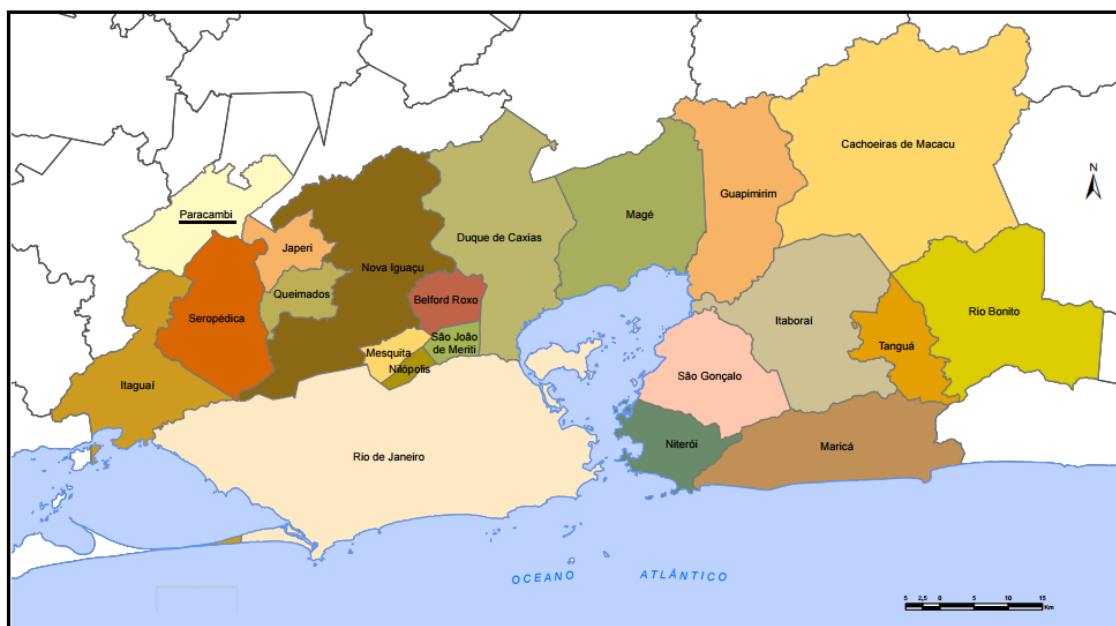 Cachoeiras de Macacu
Guapimirim
N
Paracambi
Magé
Duque de Caxias
Japeri
Nova Iguaçu
Queimados
Belford Roxo
Seropédica
Itaboraí
Rio Bonito
São João
de Meriti
Mesquita
Tanguá
Nilópolis
Itaguaí
São Gonçalo
Niterói
Maricá
Rio de Janeiro
OCEANO ATLÂNTICO
5 2,5 0 5 10 15
Km